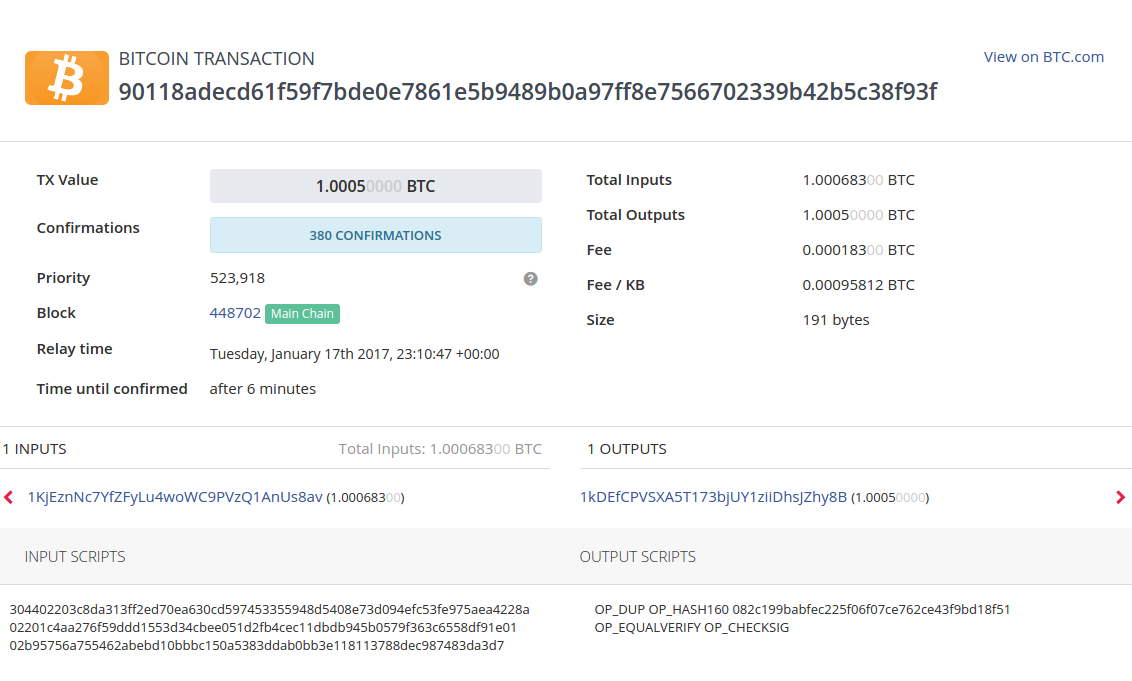 BITCOIN TRANSACTION
View on BTC.com
90118adecd61f59f7bde0e7861e5b9489b0a97ff8e7566702339b42b5c38f93f
TX Value
1.00050000 BTC
Confirmations
380 CONFIRMATIONS
Priority
523,918
Block
448702 Main Chain
Relay time
Tuesday, January 17th 2017, 23:10:47 +00:00
Time until confirmed
after 6 minutes
Total Inputs
1.00068300 BTC
Total Outputs
1.00050000 BTC
Fee
0.00018300 BTC
Fee / KB
0.00095812 BTC
Size
191 bytes
1 INPUTS
Total Inputs: 1.00068300 BTC
1KjEznNc7YfZFyLu4woWC9PVzQ1AnUs8av (1.00068300)
1 OUTPUTS
1kDEfCPVSXA5T173bjUY1ziiDhsJZhy8B (1.00050000)
INPUT SCRIPTS
304402203c8da313ff2ed70ea630cd597453355948d5408e73d094efc53fe975aea4228a
02201c4aa276f59ddd1553d34cbee051d2fb4cec11dbdb945b0579f363c6558df91e01
02b95756a755462abebd10bbbc150a5383ddab0bb3e118113788dec987483da3d7
OUTPUT SCRIPTS
OP_DUP OP_HASH160 082c199babfec225f06f07ce762ce43f9bd18f51
OP_EQUALVERIFY OP_CHECKSIG